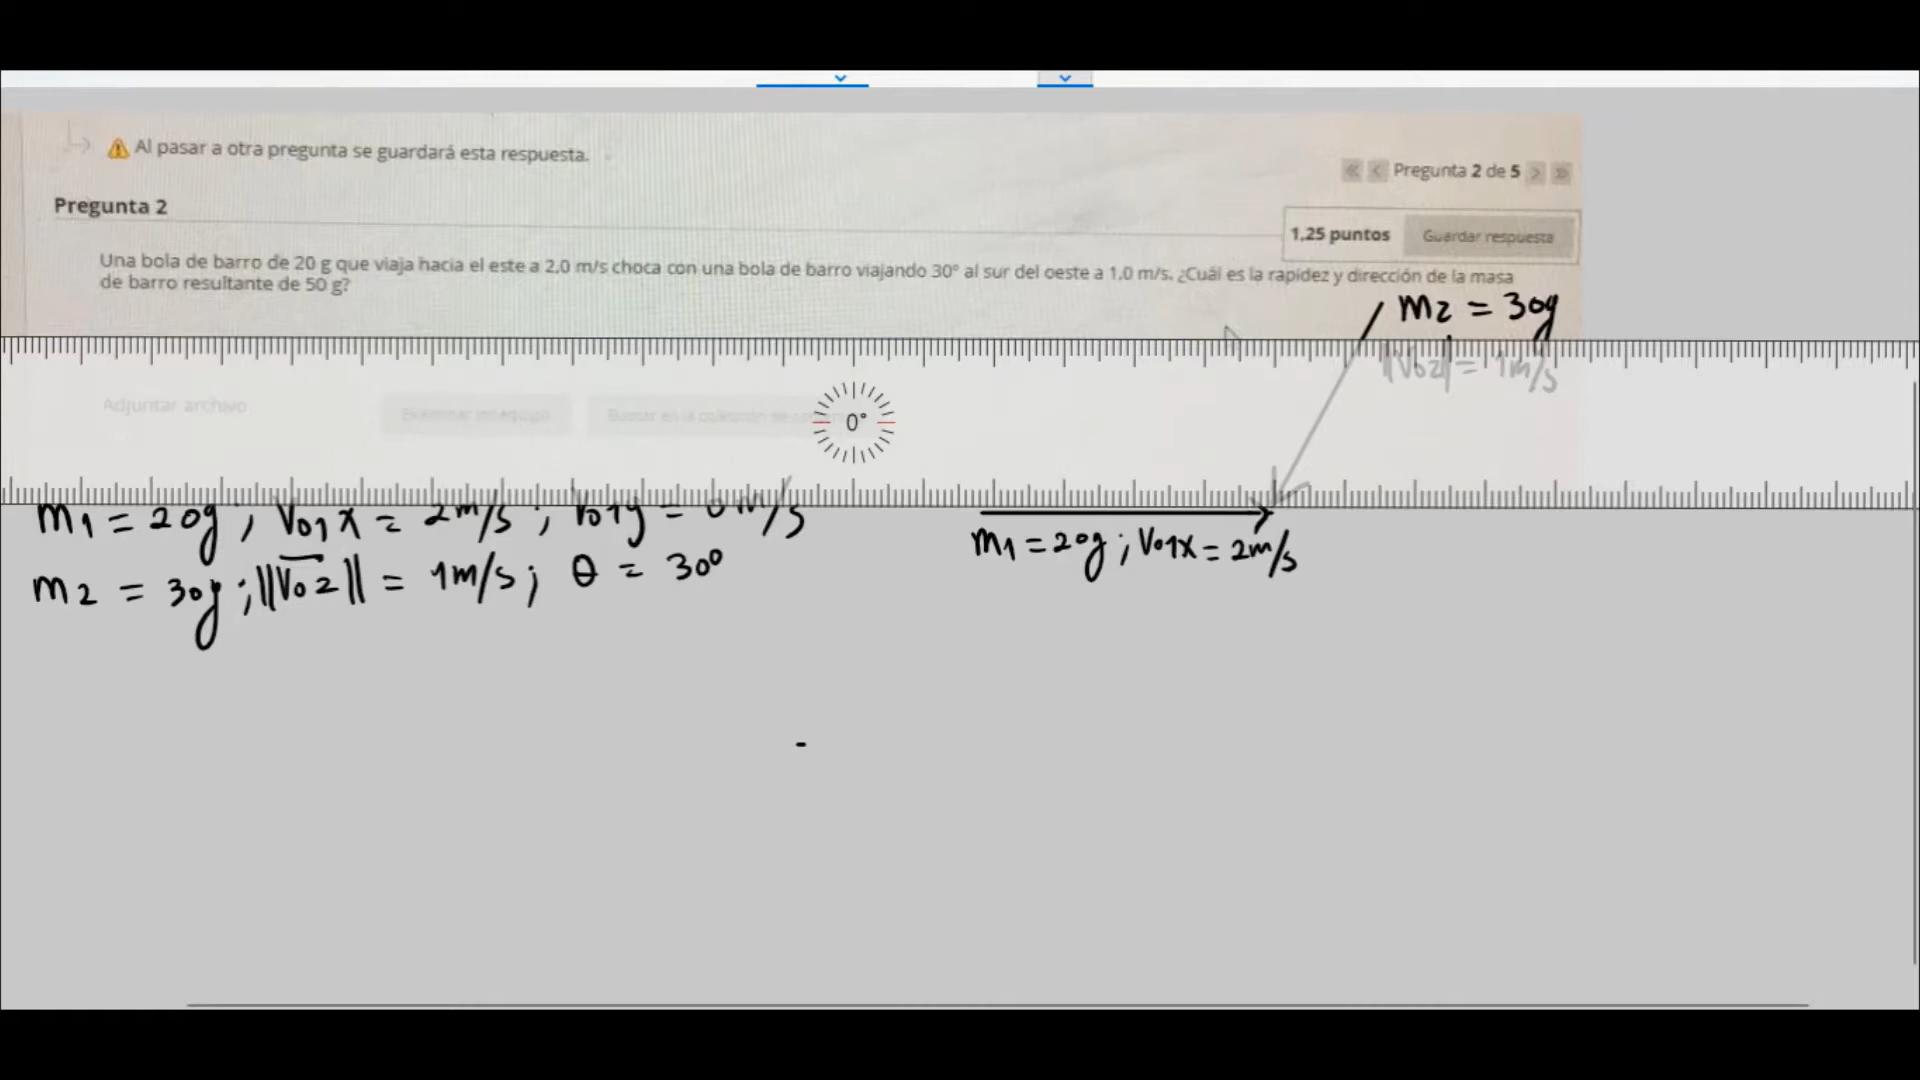 Al pasar a otra pregunta se guardará esta respuesta.
Pregunta 2 de 5
Pregunta 2
1,25 puntos
Guardar respuesta
Una bola de barro de 20 g que viaja hacia el este a 2,0 m/s choca con una bola de barro viajando 30° al sur del oeste a 1,0 m/s. ¿Cuál es la rapidez y dirección de la masa
de barro resultante de 50 g?
m2 = 30g
||Vo2|| = 1m/s
Adjuntar archivo
0°
m1 = 20g ; Vo1x = 2m/s ; Vo1y = 0m/s
m1 = 20g ; Vo1x = 2m/s
m2 = 30g ; ||Vo2|| = 1m/s ; θ = 30°